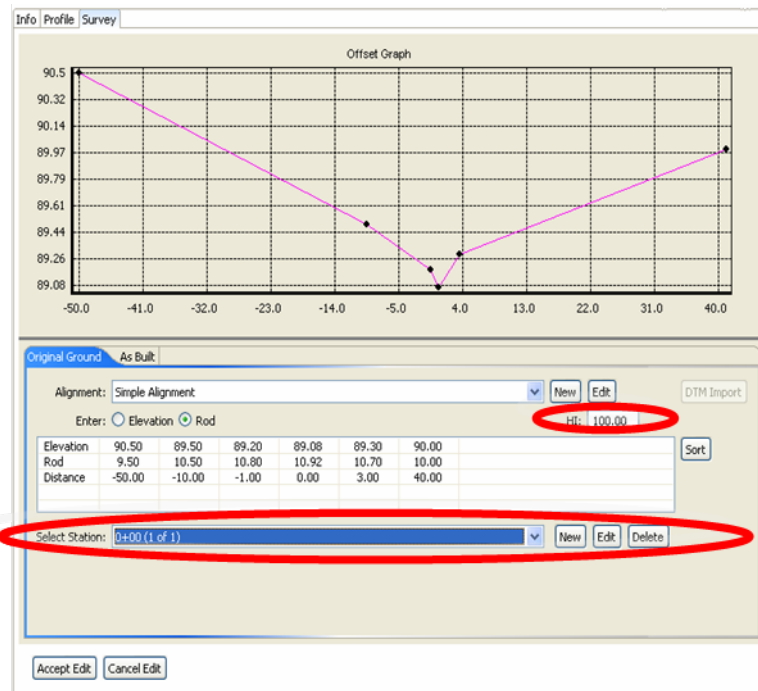 Info Profile Survey
Offset Graph
90.5
90.32
90.14
89.97
89.79
89.61
89.44
89.26
89.08
-50.0 -41.0 -32.0 -23.0 -14.0 -5.0 4.0 13.0 22.0 31.0 40.0
Original Ground As Built
Alignment: Simple Alignment New Edit DTM Import
Enter: Elevation Rod HI: 100.00
Elevation 90.50 89.50 89.20 89.08 89.30 90.00 Sort
Rod 9.50 10.50 10.80 10.92 10.70 10.00
Distance -50.00 -10.00 -1.00 0.00 3.00 40.00
Select Station: 0+00 (1 of 1) New Edit Delete
Accept Edit Cancel Edit